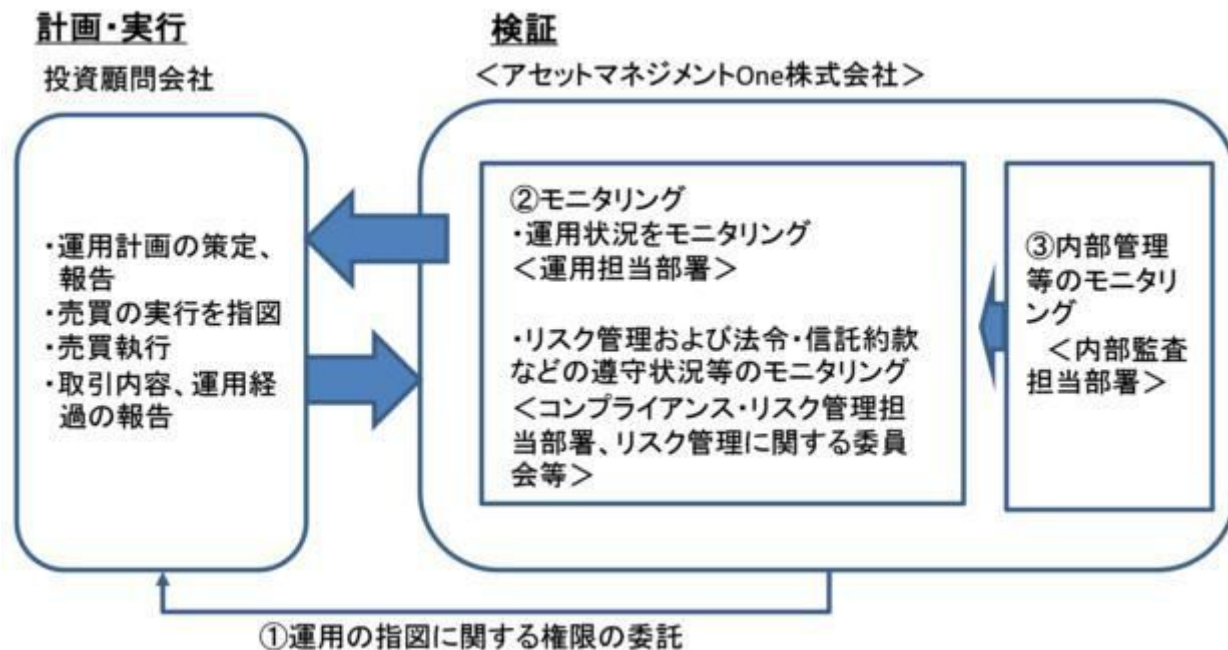 計画・実行
投資顧問会社
・運用計画の策定、
報告
・売買の実行を指図
・売買執行
・取引内容、運用経
過の報告
検証
＜アセットマネジメントOne株式会社＞
②モニタリング
・運用状況をモニタリング
＜運用担当部署＞
・リスク管理および法令・信託約款
などの遵守状況等のモニタリング
＜コンプライアンス・リスク管理担
当部署、リスク管理に関する委員
会等＞
③内部管理
等のモニタリ
ング
＜内部監査
担当部署＞
①運用の指図に関する権限の委託